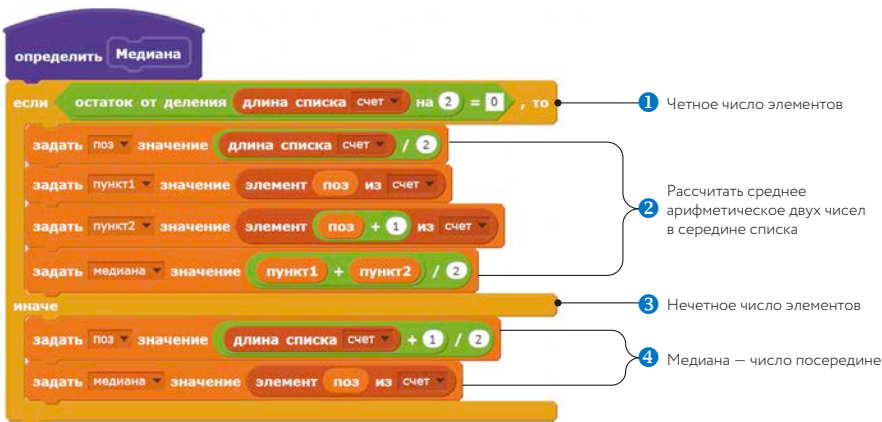 определить Медиана
если остаток от деления длина списка счет на 2 = 0 , то
1 Четное число элементов
задать поз значение длина списка счет / 2
задать пункт1 значение элемент поз из счет
задать пункт2 значение элемент поз + 1 из счет
задать медиана значение пункт1 + пункт2 / 2
Рассчитать среднее
2 арифметическое двух чисел
в середине списка
иначе
3 Нечетное число элементов
задать поз значение длина списка счет + 1 / 2
задать медиана значение элемент поз из счет
4 Медиана — число посередине